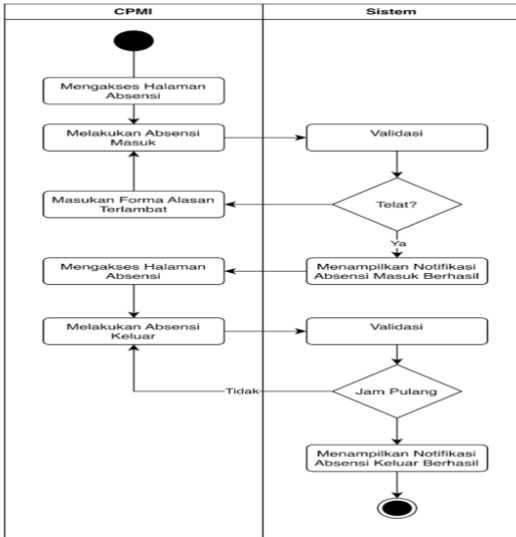 CPMI
Sistem
Mengakses Halaman
Absensi
Melakukan Absensi
Masuk
Validasi
Masukan Forma Alasan
Terlambat
Telat?
Ya
Mengakses Halaman
Absensi
Menampilkan Notifikasi
Absensi Masuk Berhasil
Melakukan Absensi
Keluar
Validasi
Tidak
Jam Pulang
Menampilkan Notifikasi
Absensi Keluar Berhasil